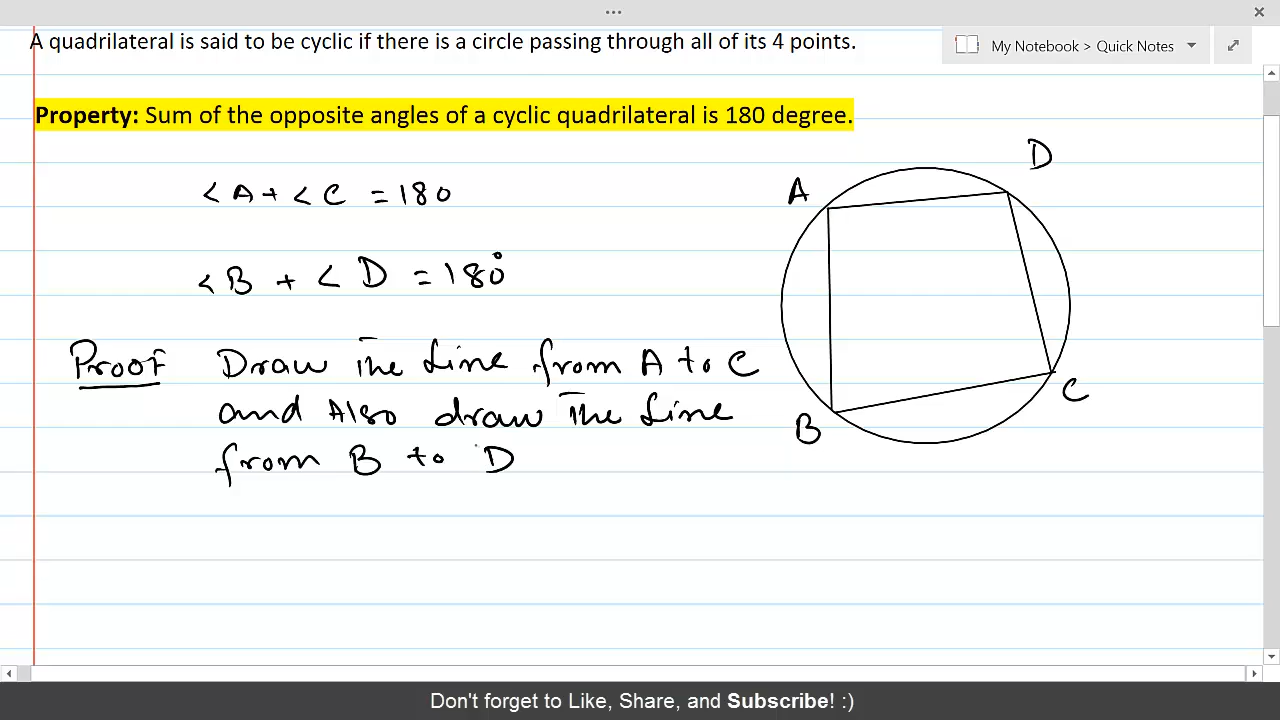 A quadrilateral is said to be cyclic if there is a circle passing through all of its 4 points.
My Notebook > Quick Notes
Property: Sum of the opposite angles of a cyclic quadrilateral is 180 degree.
D
A
<A + <C = 180
<B + <D = 180°
Proof Draw The Line from A to C
C
and Also draw The Line
B
from B to D
Don't forget to Like, Share, and Subscribe! :)